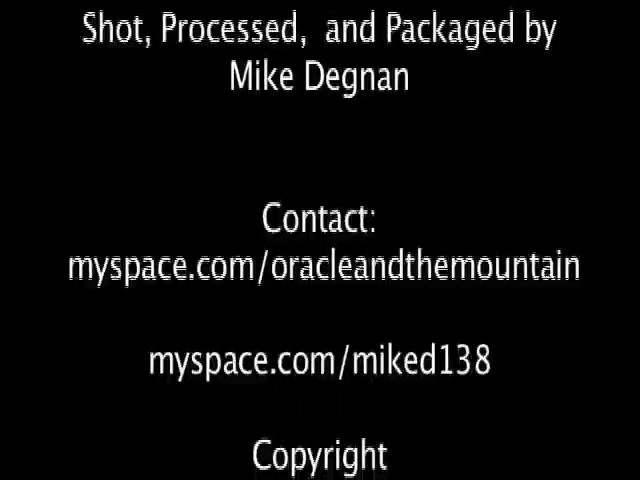 Shot, Processed,  and Packaged by
Mike Degnan
Contact:
myspace.com/oracleandthemountain
myspace.com/miked138
Copyright